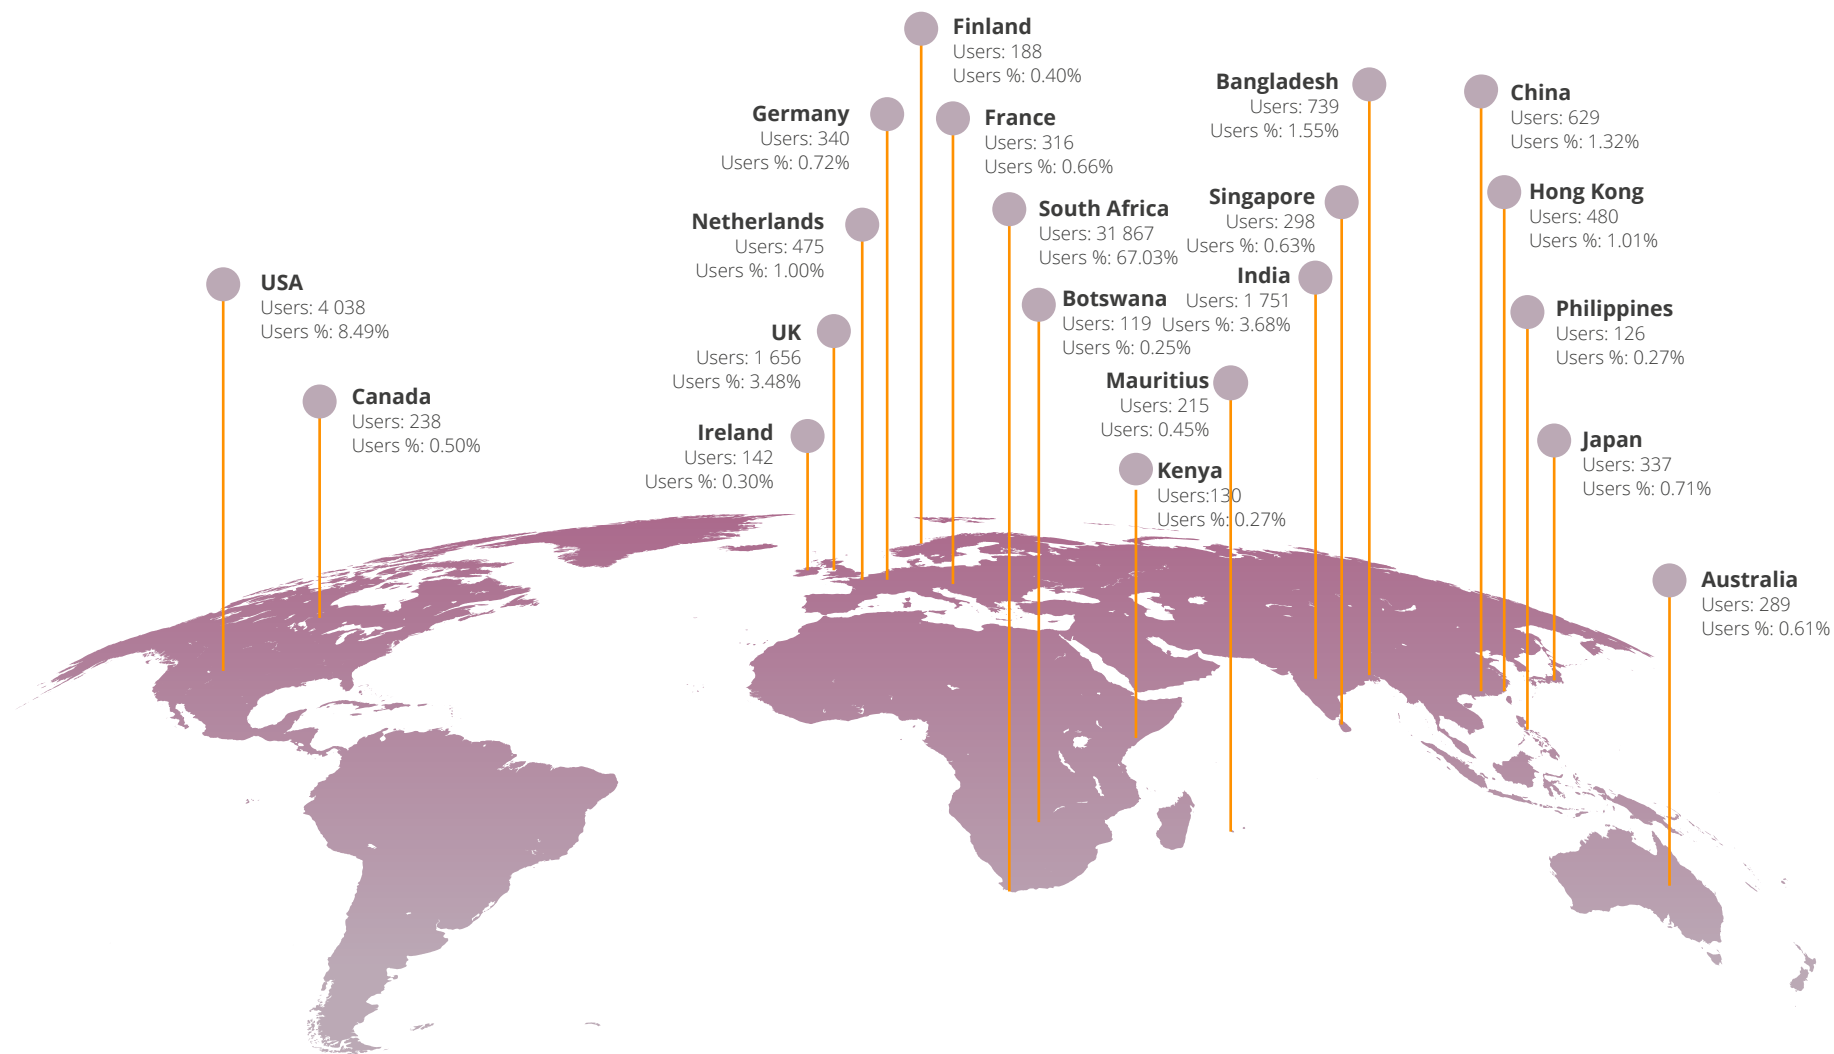 Finland
Users: 188
Users %: 0.40%
Germany
Users: 340
Users %: 0.72%
France
Users: 316
Users %: 0.66%
Bangladesh
Users: 739
Users %: 1.55%
China
Users: 629
Users %: 1.32%
Netherlands
Users: 475
Users %: 1.00%
South Africa
Users: 31 867
Users %: 67.03%
Singapore
Users: 298
Users %: 0.63%
Hong Kong
Users: 480
Users %: 1.01%
USA
Users: 4 038
Users %: 8.49%
UK
Users: 1 656
Users %: 3.48%
Botswana
Users: 119
Users %: 0.25%
India
Users: 1 751
Users %: 3.68%
Philippines
Users: 126
Users %: 0.27%
Canada
Users: 238
Users %: 0.50%
Ireland
Users: 142
Users %: 0.30%
Mauritius
Users: 215
Users: 0.45%
Kenya
Users:130
Users %: 0.27%
Japan
Users: 337
Users %: 0.71%
Australia
Users: 289
Users %: 0.61%